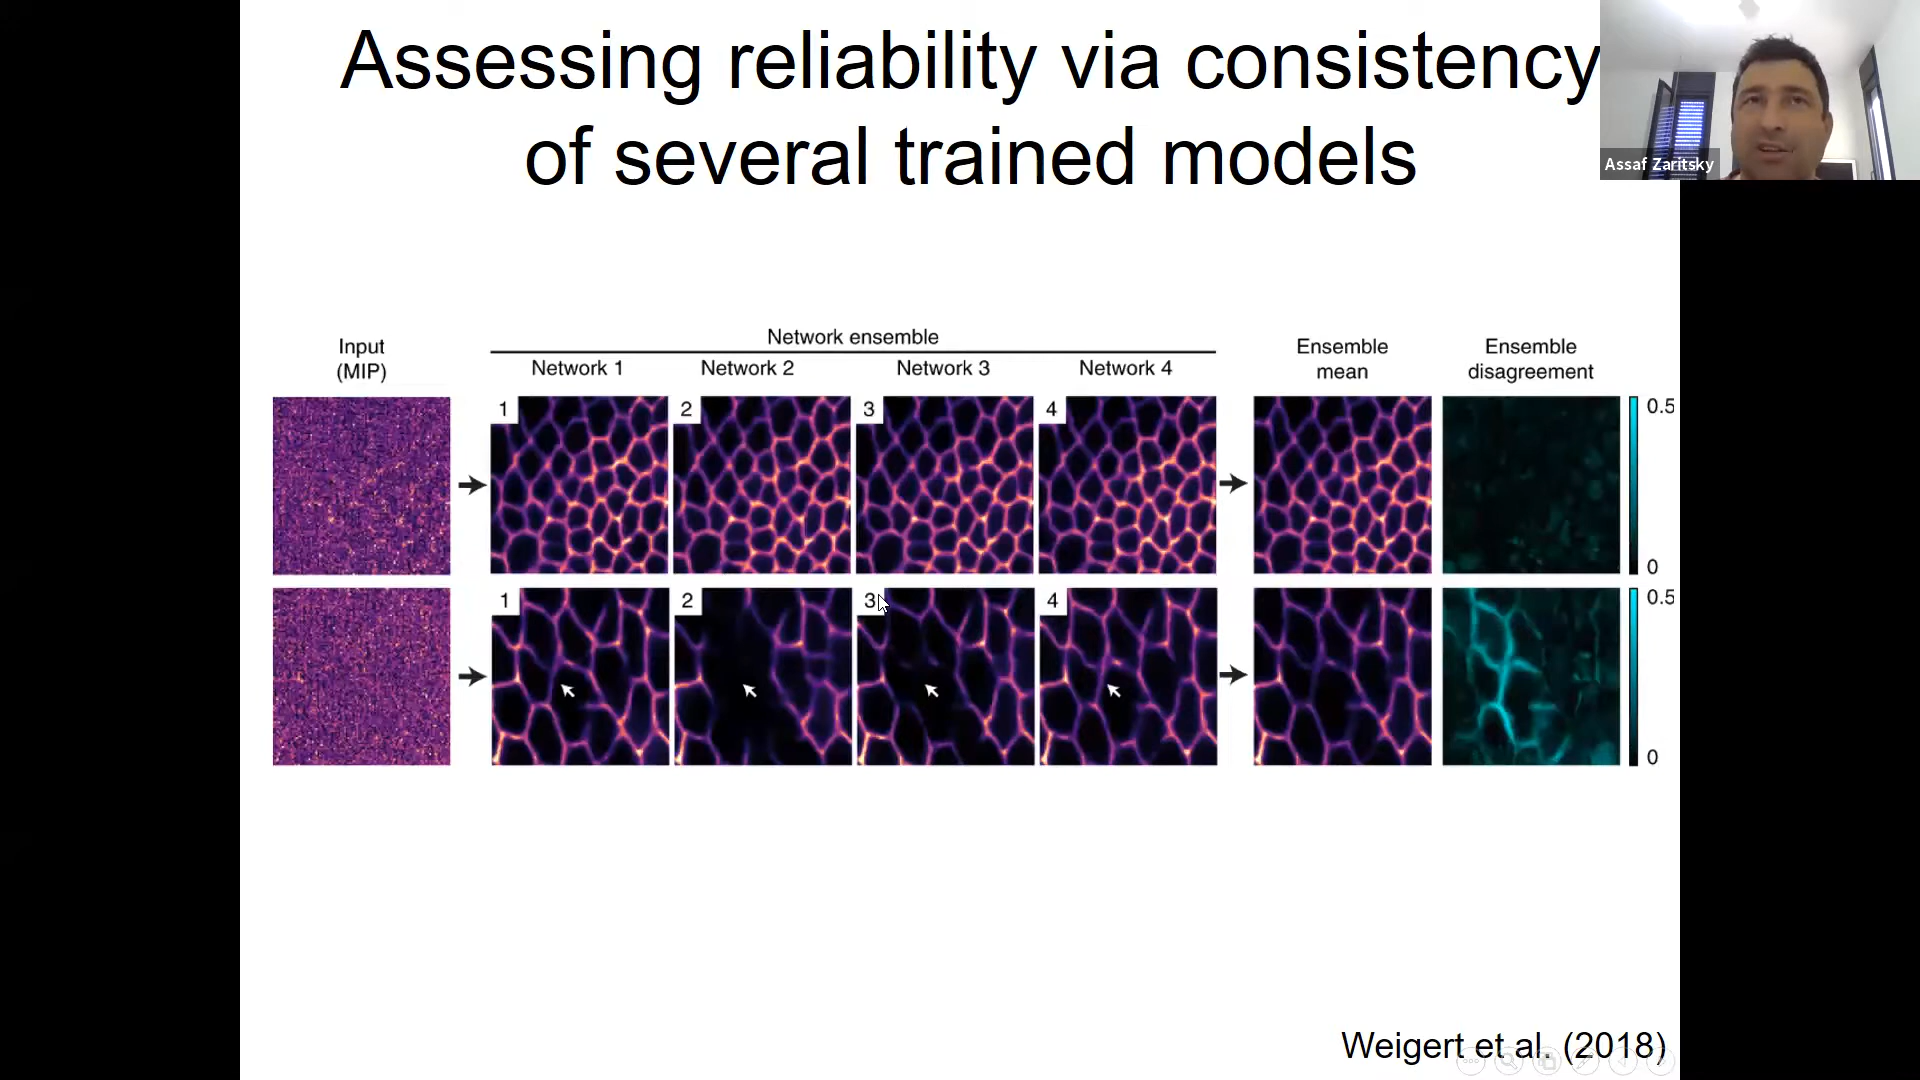 Assessing reliability via consistency
of several trained models
Assaf Zaritsky
Input
(MIP)
Network ensemble
Network 1
Network 2
Network 3
Network 4
Ensemble
mean
Ensemble
disagreement
1
2
3
4
0.5
0
1
2
3
4
0.5
0
Weigert et al. (2018)